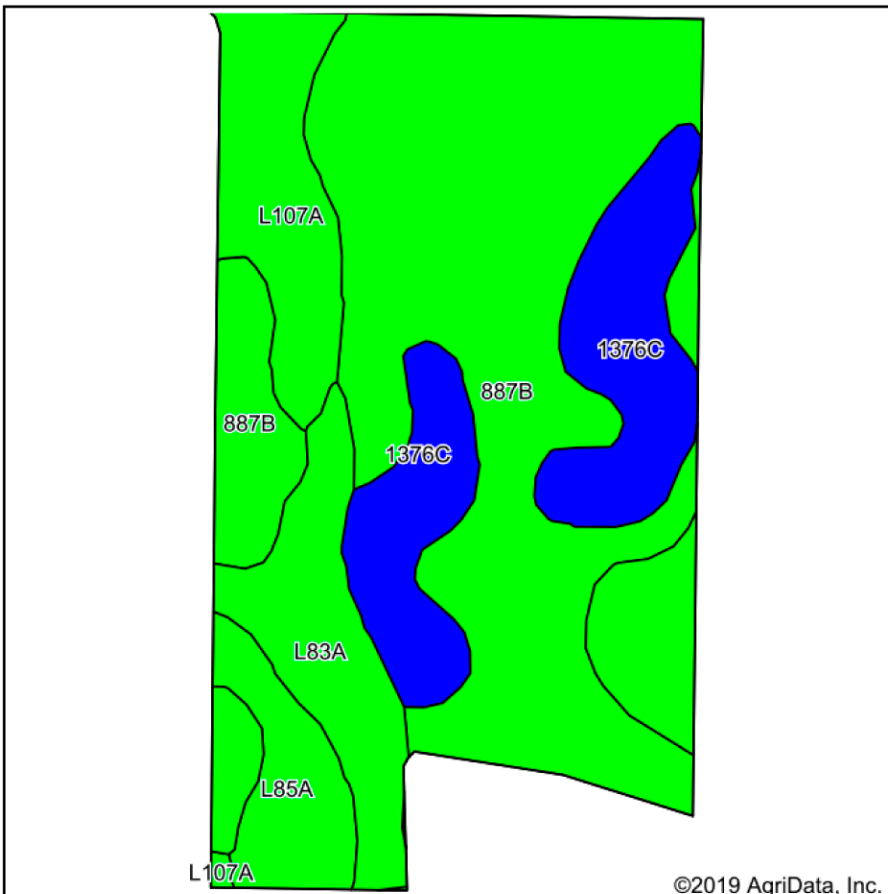 L107A
1376C
887B
887B
1376C
L83A
L85A
L107A
©2019 AgriData, Inc.